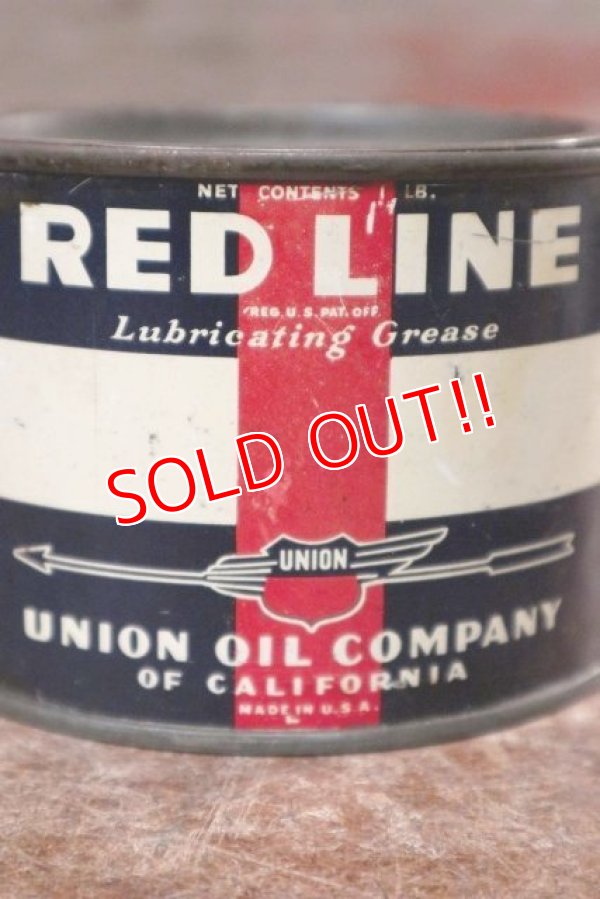 NET CONTENTS 1 LB.
RED LINE
REG. U.S. PAT. OFF.
Lubricating Grease
SOLD OUT!!
UNION
UNION OIL COMPANY
OF CALIFORNIA
MADE IN U.S.A.